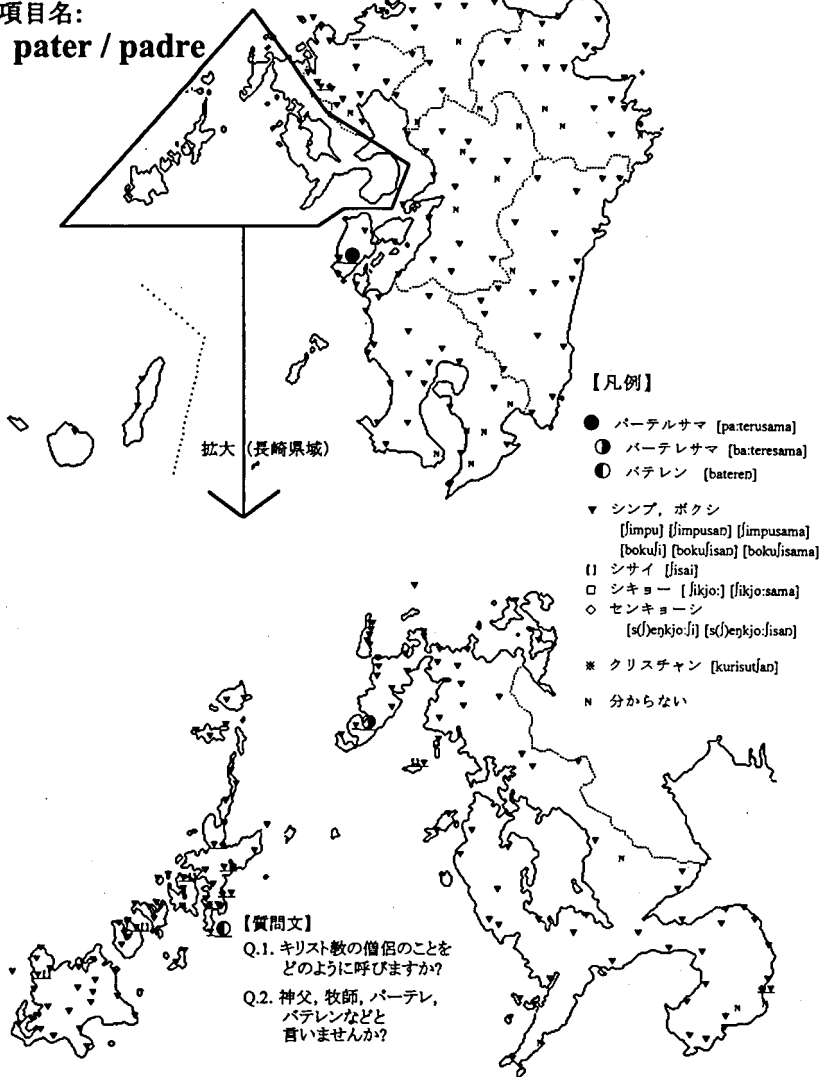 項目名:
pater / padre
拡大 (長崎県域)
【凡例】
● パーテルサマ [pa:terusama]
◑ バーテレサマ [ba:teresama]
◐ バテレン [batereɴ]
▼ シンプ, ボクシ
[ʃimpu] [ʃimpusaɴ] [ʃimpusama]
[bokuʃi] [bokuʃisaɴ] [bokuʃisama]
[] シサイ [ʃisai]
□ シキョー [ʃikjo:] [ʃikjo:sama]
◇ センキョーシ
[s(ʃ)eŋkjo:ʃi] [s(ʃ)eŋkjo:ʃisaɴ]
＊ クリスチャン [kurisutʃaɴ]
N 分からない
【質問文】
Q.1. キリスト教の僧侶のことを
どのように呼びますか?
Q.2. 神父, 牧師, パーテレ,
バテレンなどと
言いませんか?